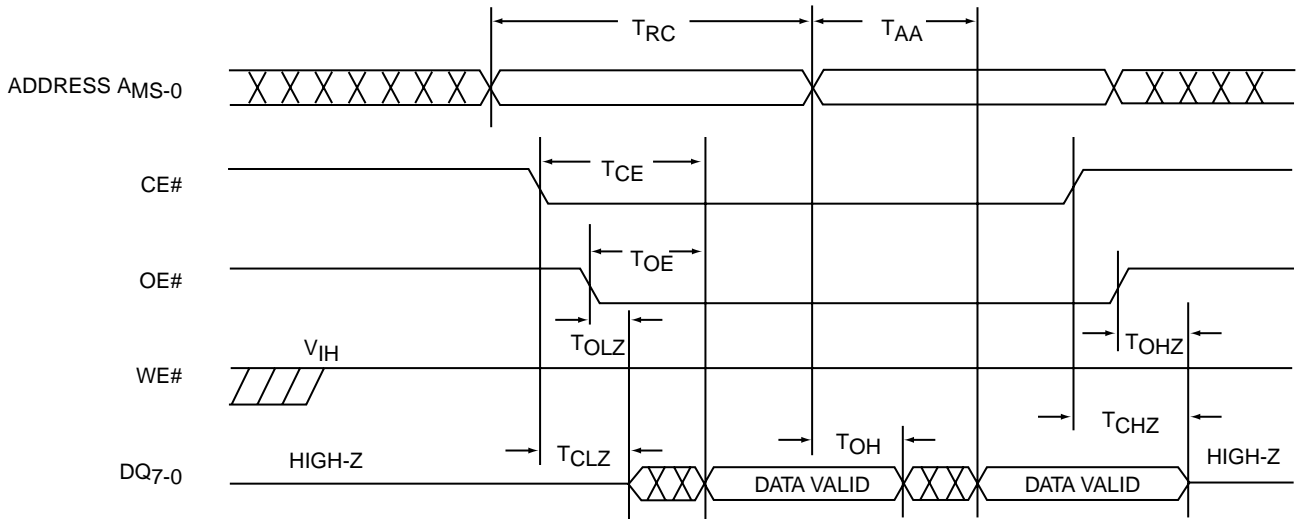 TRC TAA
ADDRESS AMS-0
TCE
CE#
TOE
OE#
TOLZ TOHZ
VIH
WE#
TCHZ
TCLZ TOH
HIGH-Z HIGH-Z
DQ7-0 DATA VALID DATA VALID